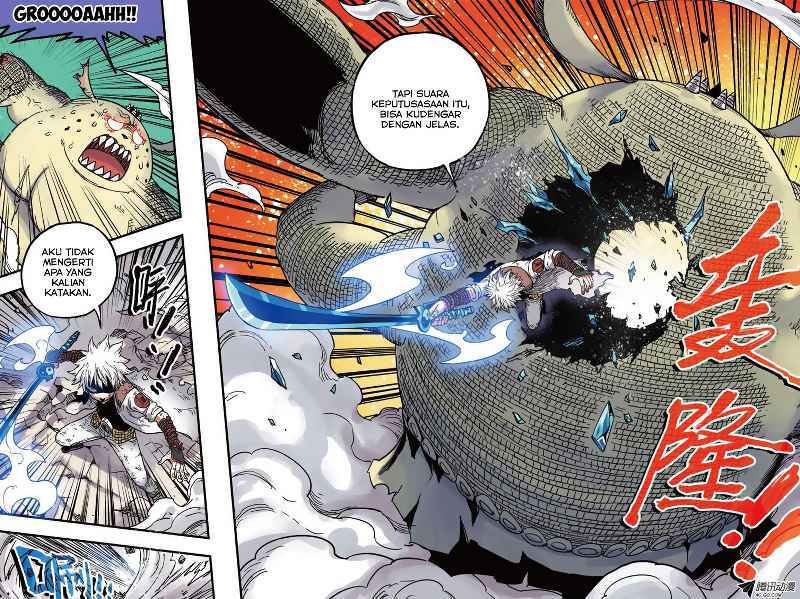 GROOOOAAHH!!
TAPI SUARA
KEPUTUSASAAN ITU,
BISA KUDENGAR
DENGAN JELAS.
AKU TIDAK
MENGERTI
APA YANG
KALIAN
KATAKAN.
轰隆!!
腾讯动漫